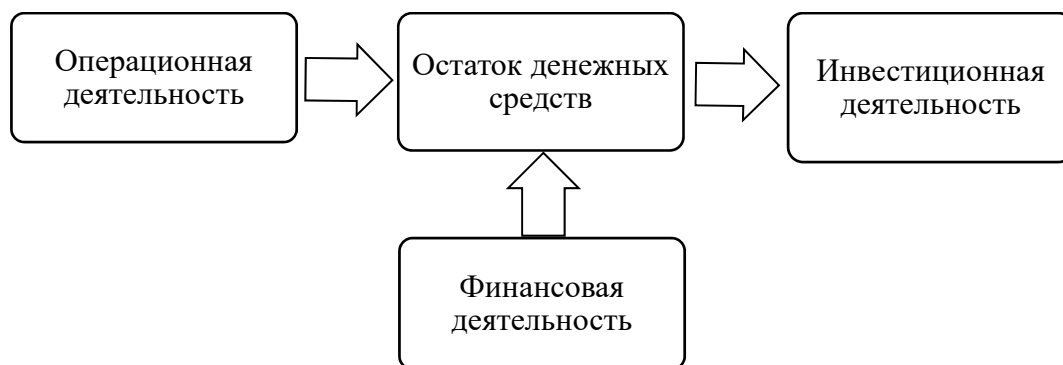 Операционная
деятельность
Остаток денежных
средств
Инвестиционная
деятельность
Финансовая
деятельность